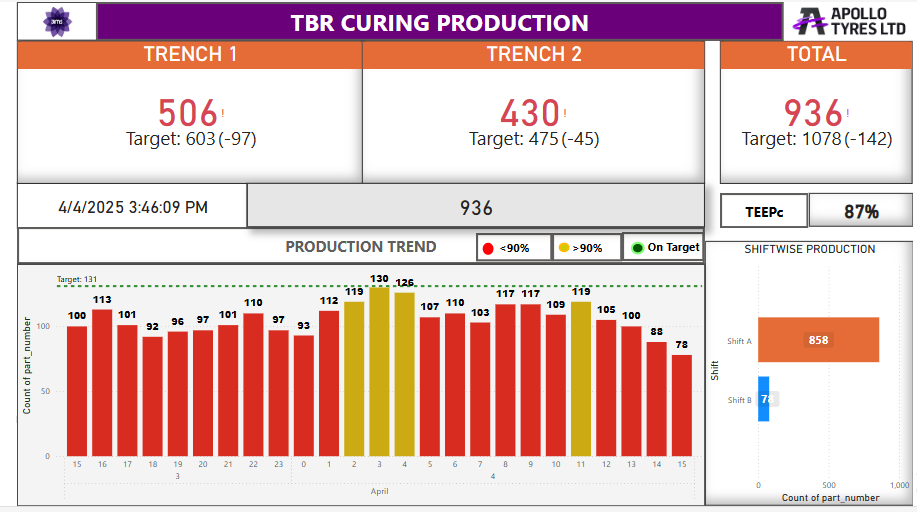 ams
TBR CURING PRODUCTION
APOLLO
TYRES LTD
TRENCH 1
TRENCH 2
TOTAL
506 !
Target: 603 (-97)
430 !
Target: 475 (-45)
936 !
Target: 1078 (-142)
4/4/2025 3:46:09 PM
936
TEEPc
87%
PRODUCTION TREND
<90%
>90%
On Target
SHIFTWISE PRODUCTION
Target: 131
100 113 101 92 96 97 101 110 97 93 112 119 130 126 107 110 103 117 117 109 119 105 100 88 78
Count of part_number
0
50
100
15 16 17 18 19 20 21 22 23 0 1 2 3 4 5 6 7 8 9 10 11 12 13 14 15
3 4
April
Shift
Shift A 858
Shift B 78
0 500 1,000
Count of part_number